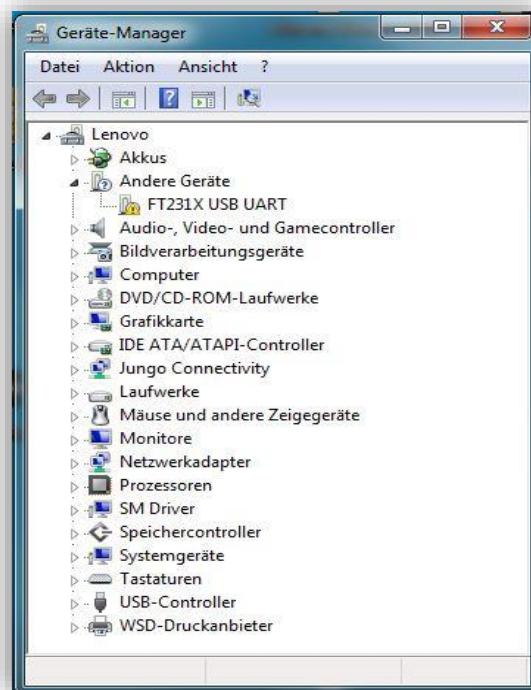 Geräte-Manager
Datei Aktion Ansicht ?
Lenovo
Akkus
Andere Geräte
FT231X USB UART
Audio-, Video- und Gamecontroller
Bildverarbeitungsgeräte
Computer
DVD/CD-ROM-Laufwerke
Grafikkarte
IDE ATA/ATAPI-Controller
Jungo Connectivity
Laufwerke
Mäuse und andere Zeigegeräte
Monitore
Netzwerkadapter
Prozessoren
SM Driver
Speichercontroller
Systemgeräte
Tastaturen
USB-Controller
WSD-Druckanbieter